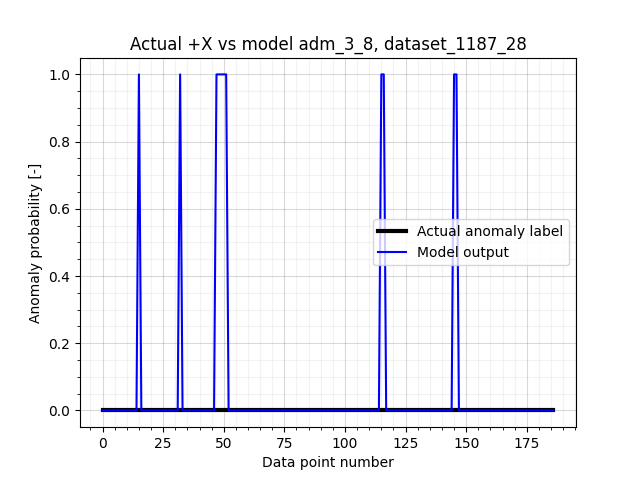 Actual +X vs model adm_3_8, dataset_1187_28
1.0
0.8
0.6
0.4
0.2
0.0
Anomaly probability [-]
Actual anomaly label
Model output
0 25 50 75 100 125 150 175
Data point number